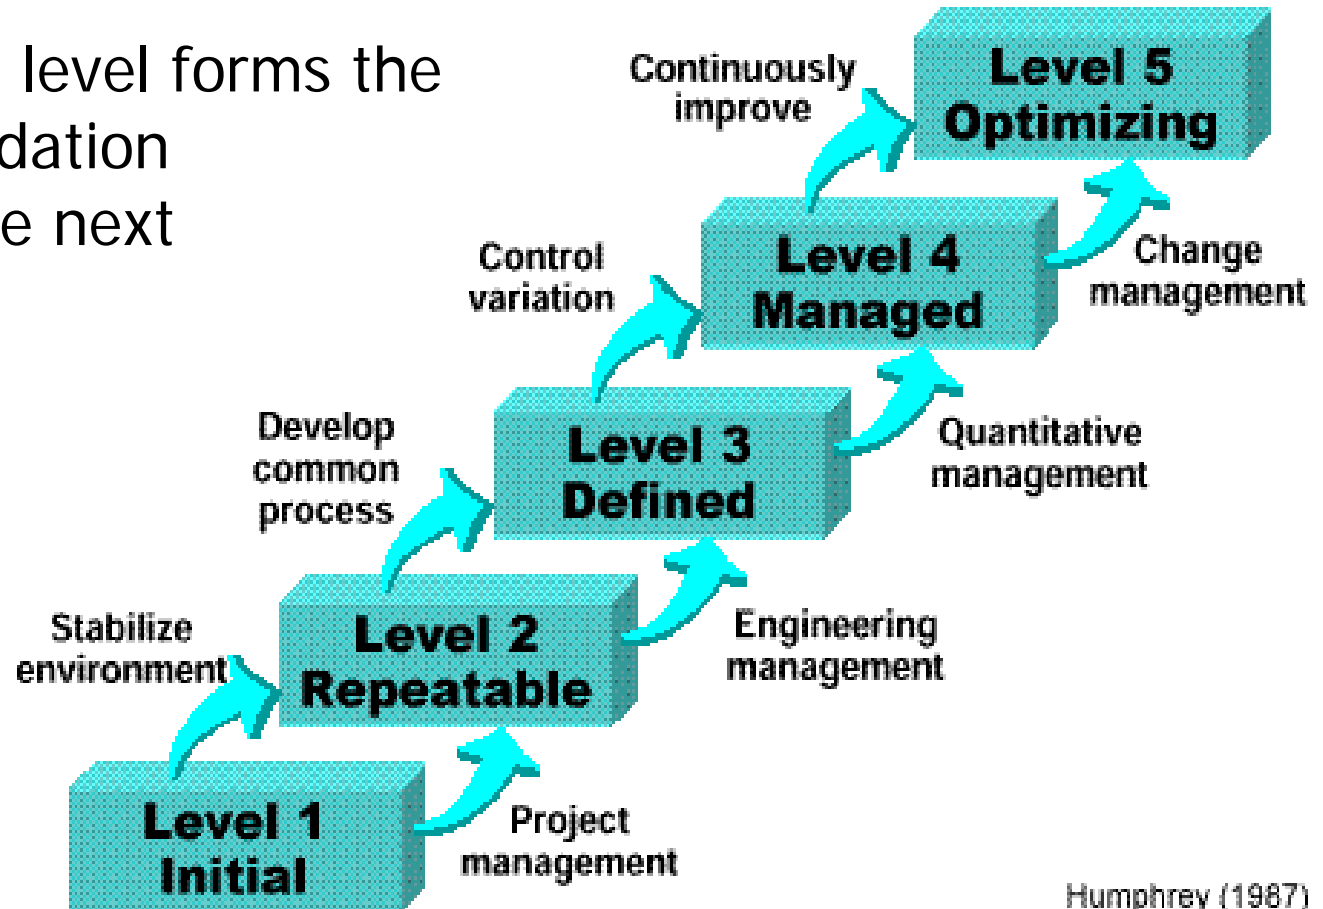 level forms the
dation
e next
Continuously
improve
Level 5
Optimizing
Control
variation
Level 4
Managed
Change
management
Develop
common
process
Level 3
Defined
Quantitative
management
Stabilize
environment
Level 2
Repeatable
Engineering
management
Level 1
Initial
Project
management
Humphrey (1987)